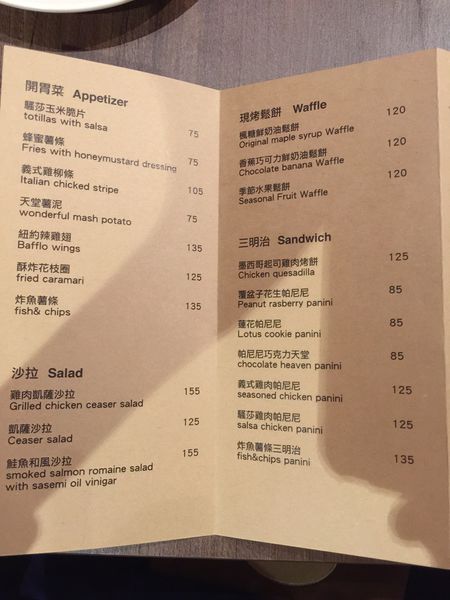 開胃菜 Appetizer
騷莎玉米脆片
totillas with salsa 75
蜂蜜薯條
Fries with honeymustard dressing 75
義式雞柳條
Italian chicked stripe 105
天堂薯泥
wonderful mash potato 75
紐約辣雞翅
Bafflo wings 135
酥炸花枝圈
fried caramari 125
炸魚薯條
fish& chips 135
沙拉 Salad
雞肉凱薩沙拉
Grilled chicken ceaser salad 155
凱薩沙拉
Ceaser salad 125
鮭魚和風沙拉
smoked salmon romaine salad 155
with sasemi oil vinigar
現烤鬆餅 Waffle
楓糖鮮奶油鬆餅
Original maple syrup Waffle 120
香蕉巧可力鮮奶油鬆餅
Chocolate banana Waffle 120
季節水果鬆餅
Seasonal Fruit Waffle 120
三明治 Sandwich
墨西哥起司雞肉烤餅
Chicken quesadilla 125
覆盆子花生帕尼尼
Peanut rasberry panini 85
蓮花帕尼尼
Lotus cookie panini 85
帕尼尼巧克力天堂
chocolate heaven panini 85
義式雞肉帕尼尼
seasoned chicken panini 125
騷莎雞肉帕尼尼
salsa chicken panini 125
炸魚薯條三明治
fish&chips panini 135